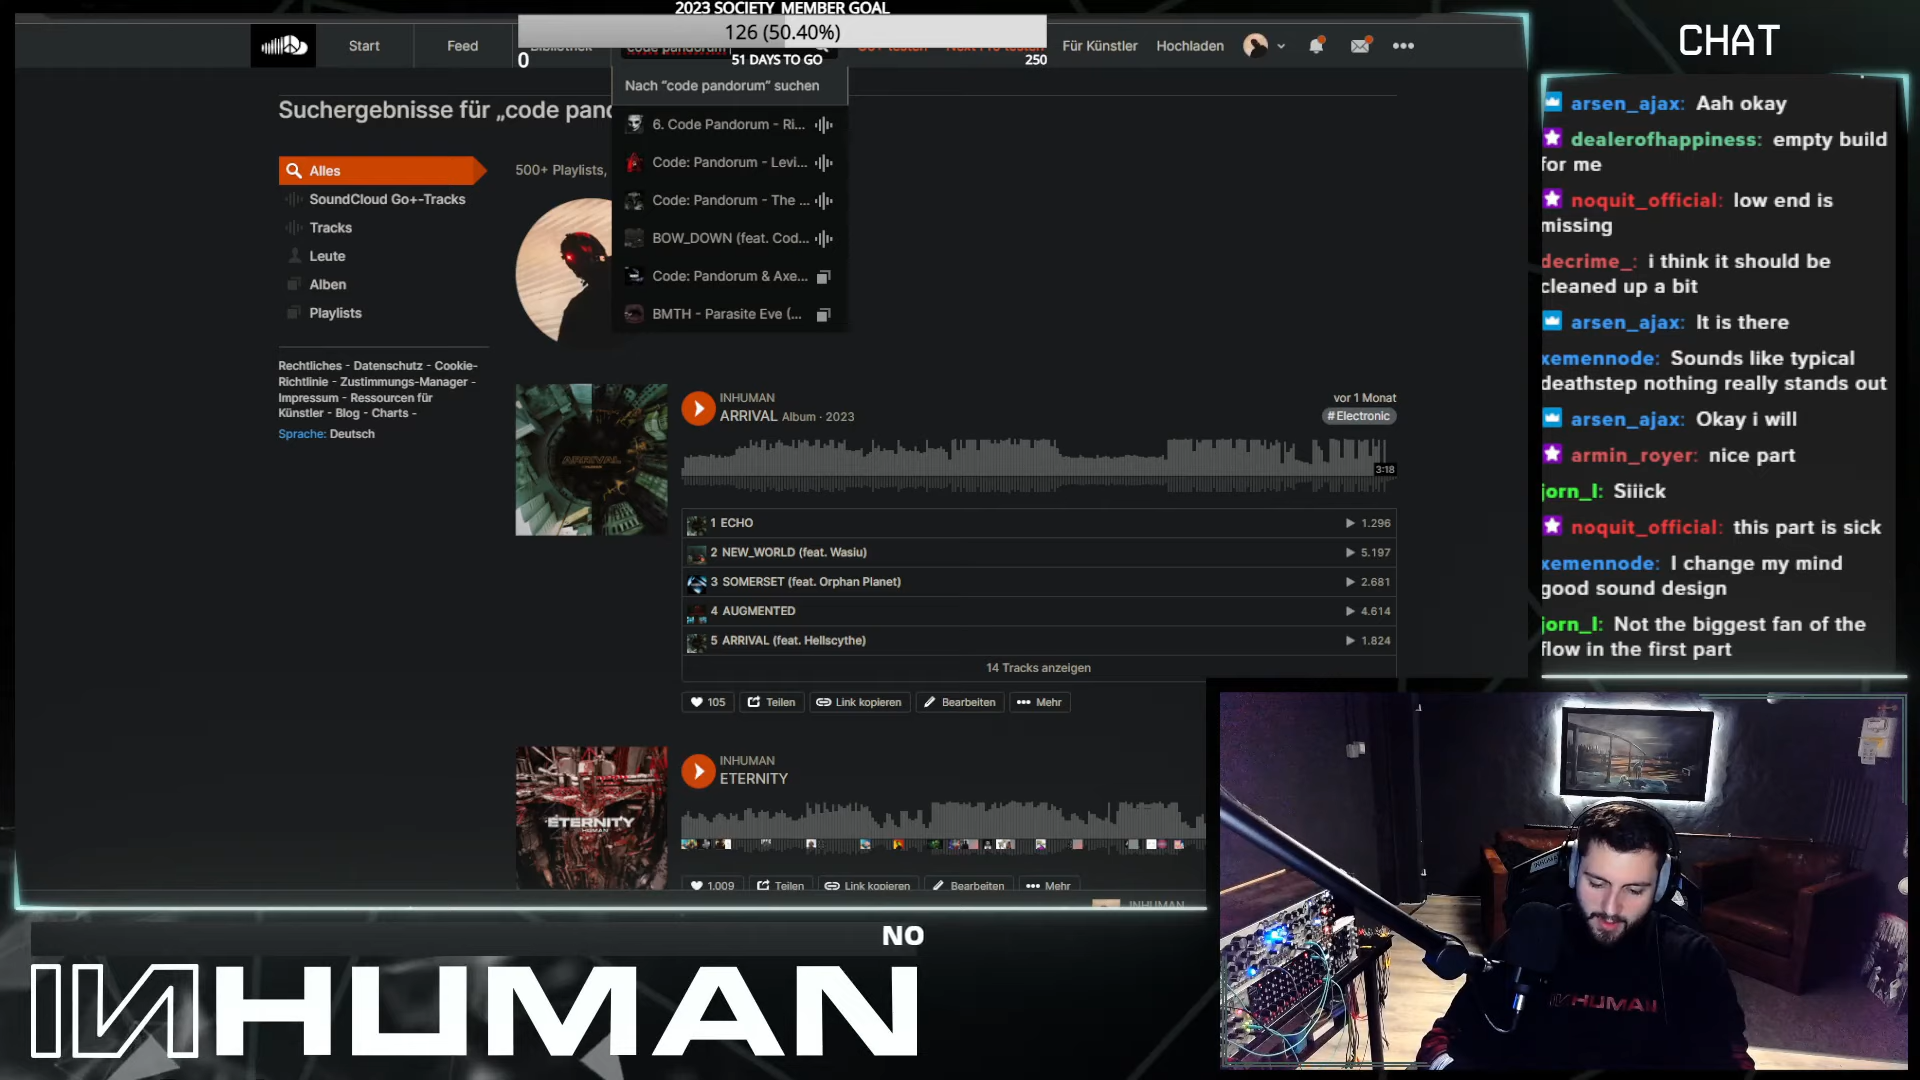 2023 SOCIETY MEMBER GOAL
126 (50.40%)
0
51 DAYS TO GO
250
Start
Feed
Bibliothek
code pandorum
Für Künstler
Hochladen
Nach “code pandorum” suchen
6. Code Pandorum - Ri...
Code: Pandorum - Levi...
Code: Pandorum - The ...
BOW_DOWN (feat. Cod...
Code: Pandorum & Axe...
BMTH - Parasite Eve (...
Suchergebnisse für „code pand
Alles
SoundCloud Go+-Tracks
Tracks
Leute
Alben
Playlists
500+ Playlists,
Rechtliches - Datenschutz - Cookie-
Richtlinie - Zustimmungs-Manager -
Impressum - Ressourcen für
Künstler - Blog - Charts -
Sprache: Deutsch
INHUMAN
ARRIVAL Album · 2023
vor 1 Monat
#Electronic
ARRIVAL
3:18
1 ECHO
1.296
2 NEW_WORLD (feat. Wasiu)
5.197
3 SOMERSET (feat. Orphan Planet)
2.681
4 AUGMENTED
4.614
5 ARRIVAL (feat. Hellscythe)
1.824
14 Tracks anzeigen
105
Teilen
Link kopieren
Bearbeiten
Mehr
INHUMAN
ETERNITY
ETERNITY
1.009
Teilen
Link kopieren
Bearbeiten
Mehr
INHUMAN
NO
INHUMAN
CHAT
arsen_ajax: Aah okay
dealerofhappiness: empty build
for me
noquit_official: low end is
missing
decrime_: i think it should be
cleaned up a bit
arsen_ajax: It is there
xemennode: Sounds like typical
deathstep nothing really stands out
arsen_ajax: Okay i will
armin_royer: nice part
jorn_l: Siiick
noquit_official: this part is sick
xemennode: I change my mind
good sound design
jorn_l: Not the biggest fan of the
flow in the first part
INHUMAN